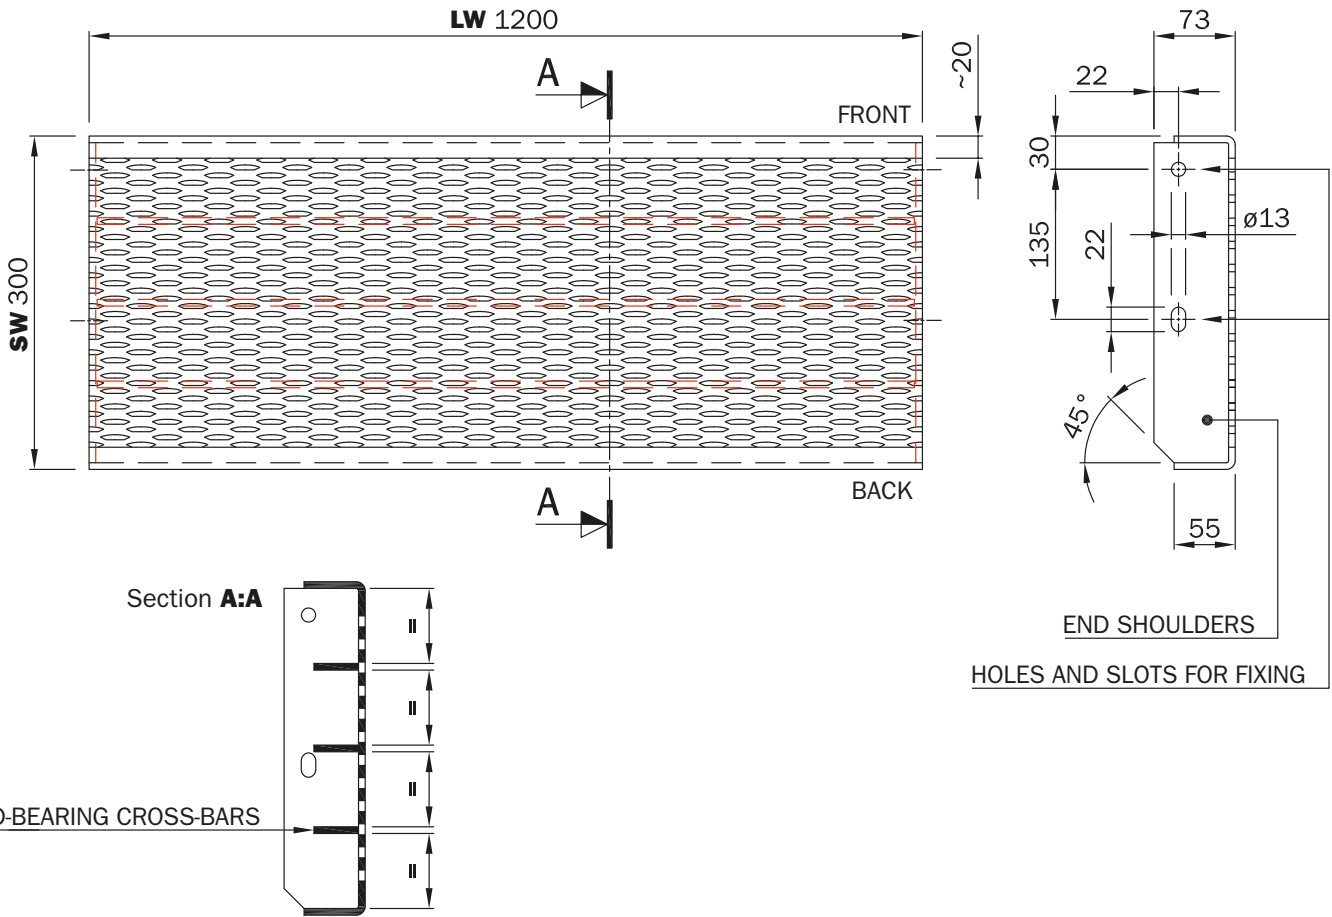 LW 1200
73
A
~20
22
FRONT
30
ø13
135
22
SW 300
45°
BACK
A
55
Section A:A
=
END SHOULDERS
HOLES AND SLOTS FOR FIXING
=
=
D-BEARING CROSS-BARS
=